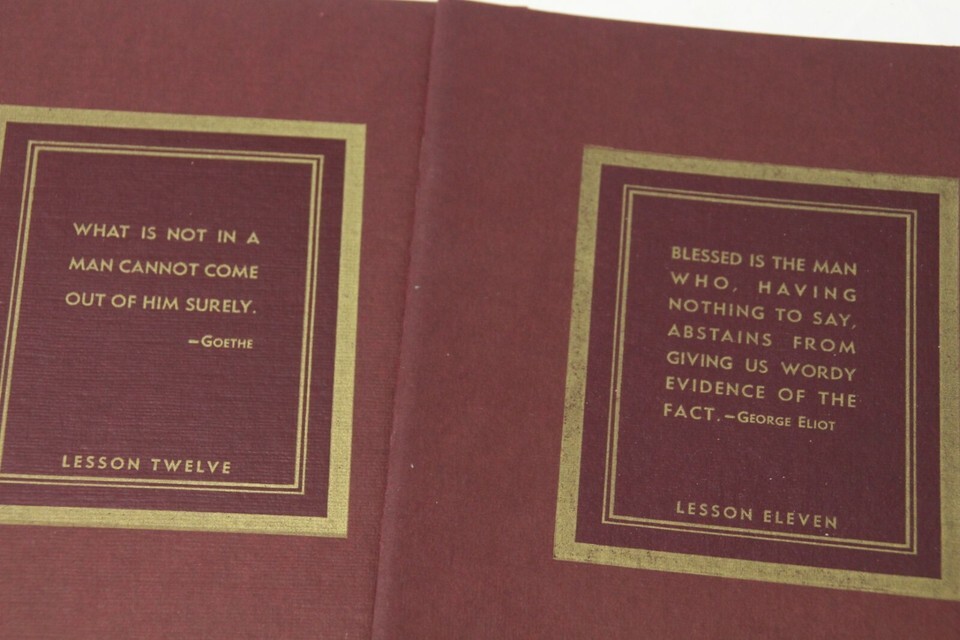 WHAT IS NOT IN A
MAN CANNOT COME
OUT OF HIM SURELY.
–GOETHE
LESSON TWELVE
BLESSED IS THE MAN
WHO, HAVING
NOTHING TO SAY,
ABSTAINS FROM
GIVING US WORDY
EVIDENCE OF THE
FACT.–GEORGE ELIOT
LESSON ELEVEN